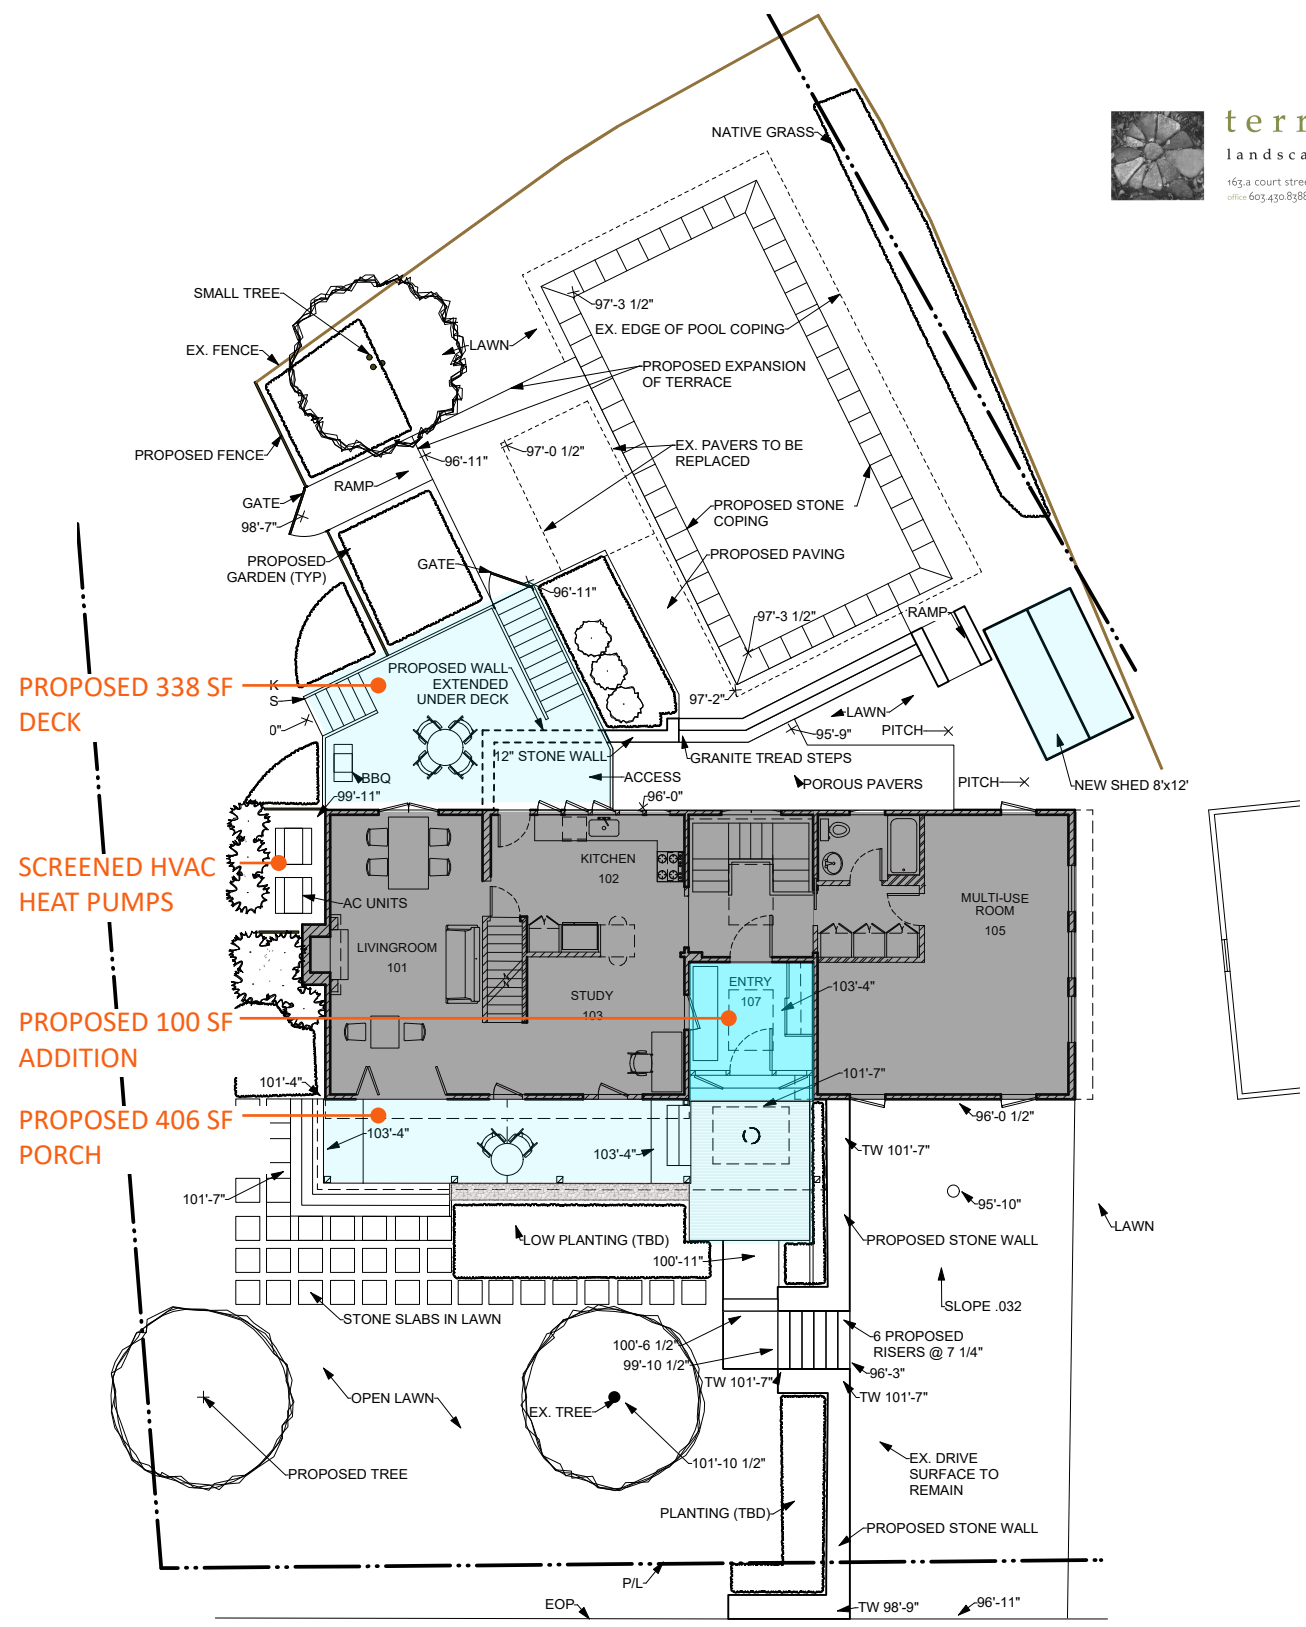 terr
landsca
163.a court stree
office 603.430.8388
NATIVE GRASS
SMALL TREE
97'-3 1/2"
EX. EDGE OF POOL COPING
LAWN
EX. FENCE
PROPOSED EXPANSION
OF TERRACE
PROPOSED FENCE
96'-11"
97'-0 1/2"
EX. PAVERS TO BE
REPLACED
RAMP
GATE
98'-7"
PROPOSED STONE
COPING
PROPOSED
GARDEN (TYP)
GATE
PROPOSED PAVING
96'-11"
97'-3 1/2"
RAMP
PROPOSED WALL
EXTENDED
UNDER DECK
PROPOSED 338 SF
DECK
K
S
0"
97'-2"
LAWN
95'-9"
PITCH
12" STONE WALL
GRANITE TREAD STEPS
BBQ
ACCESS
POROUS PAVERS
PITCH
NEW SHED 8'x12'
99'-11"
96'-0"
SCREENED HVAC
HEAT PUMPS
AC UNITS
KITCHEN
102
MULTI-USE
ROOM
105
LIVINGROOM
101
STUDY
103
ENTRY
107
103'-4"
PROPOSED 100 SF
ADDITION
101'-4"
101'-7"
PROPOSED 406 SF
PORCH
103'-4"
103'-4"
96'-0 1/2"
TW 101'-7"
101'-7"
95'-10"
LAWN
LOW PLANTING (TBD)
PROPOSED STONE WALL
100'-11"
STONE SLABS IN LAWN
SLOPE .032
100'-6 1/2"
99'-10 1/2"
6 PROPOSED
RISERS @ 7 1/4"
96'-3"
TW 101'-7"
TW 101'-7"
OPEN LAWN
EX. TREE
PROPOSED TREE
101'-10 1/2"
EX. DRIVE
SURFACE TO
REMAIN
PLANTING (TBD)
PROPOSED STONE WALL
P/L
EOP
TW 98'-9"
96'-11"